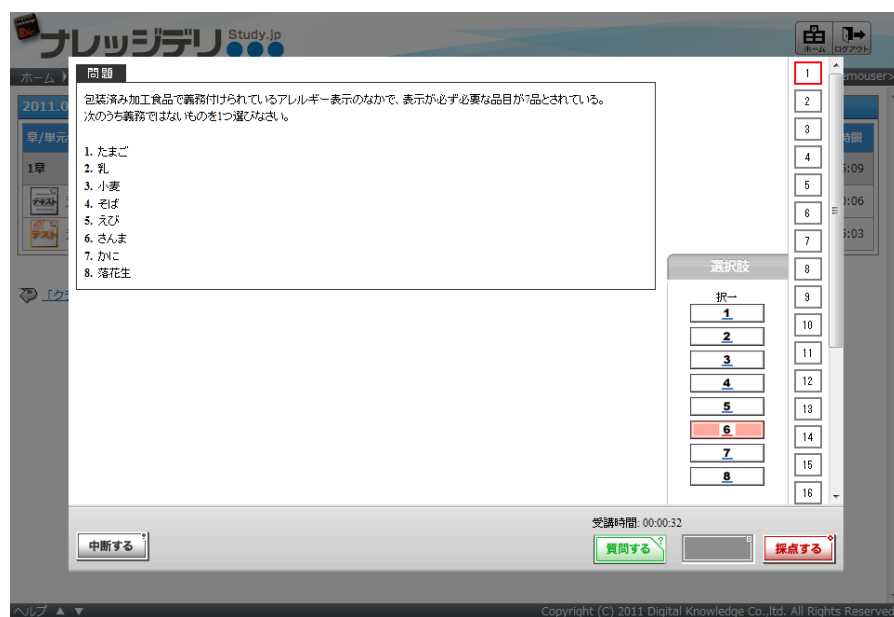 ナレッジデリ Study.jp
ホーム ログアウト
ホーム
emouser>
2011.0
章/単元
時間
1章
5:09
テキスト
0:06
テスト
5:03
「ク
問題
包装済み加工食品で義務付けられているアレルギー表示のなかで、表示が必ず必要な品目が7品とされている。
次のうち義務ではないものを1つ選びなさい。
1. たまご
2. 乳
3. 小麦
4. そば
5. えび
6. さんま
7. かに
8. 落花生
選択肢
択一
1
2
3
4
5
6
7
8
1
2
3
4
5
6
7
8
9
10
11
12
13
14
15
16
受講時間: 00:00:32
中断する
質問する
採点する
ヘルプ ▲ ▼
Copyright (C) 2011 Digital Knowledge Co.,ltd. All Rights Reserved